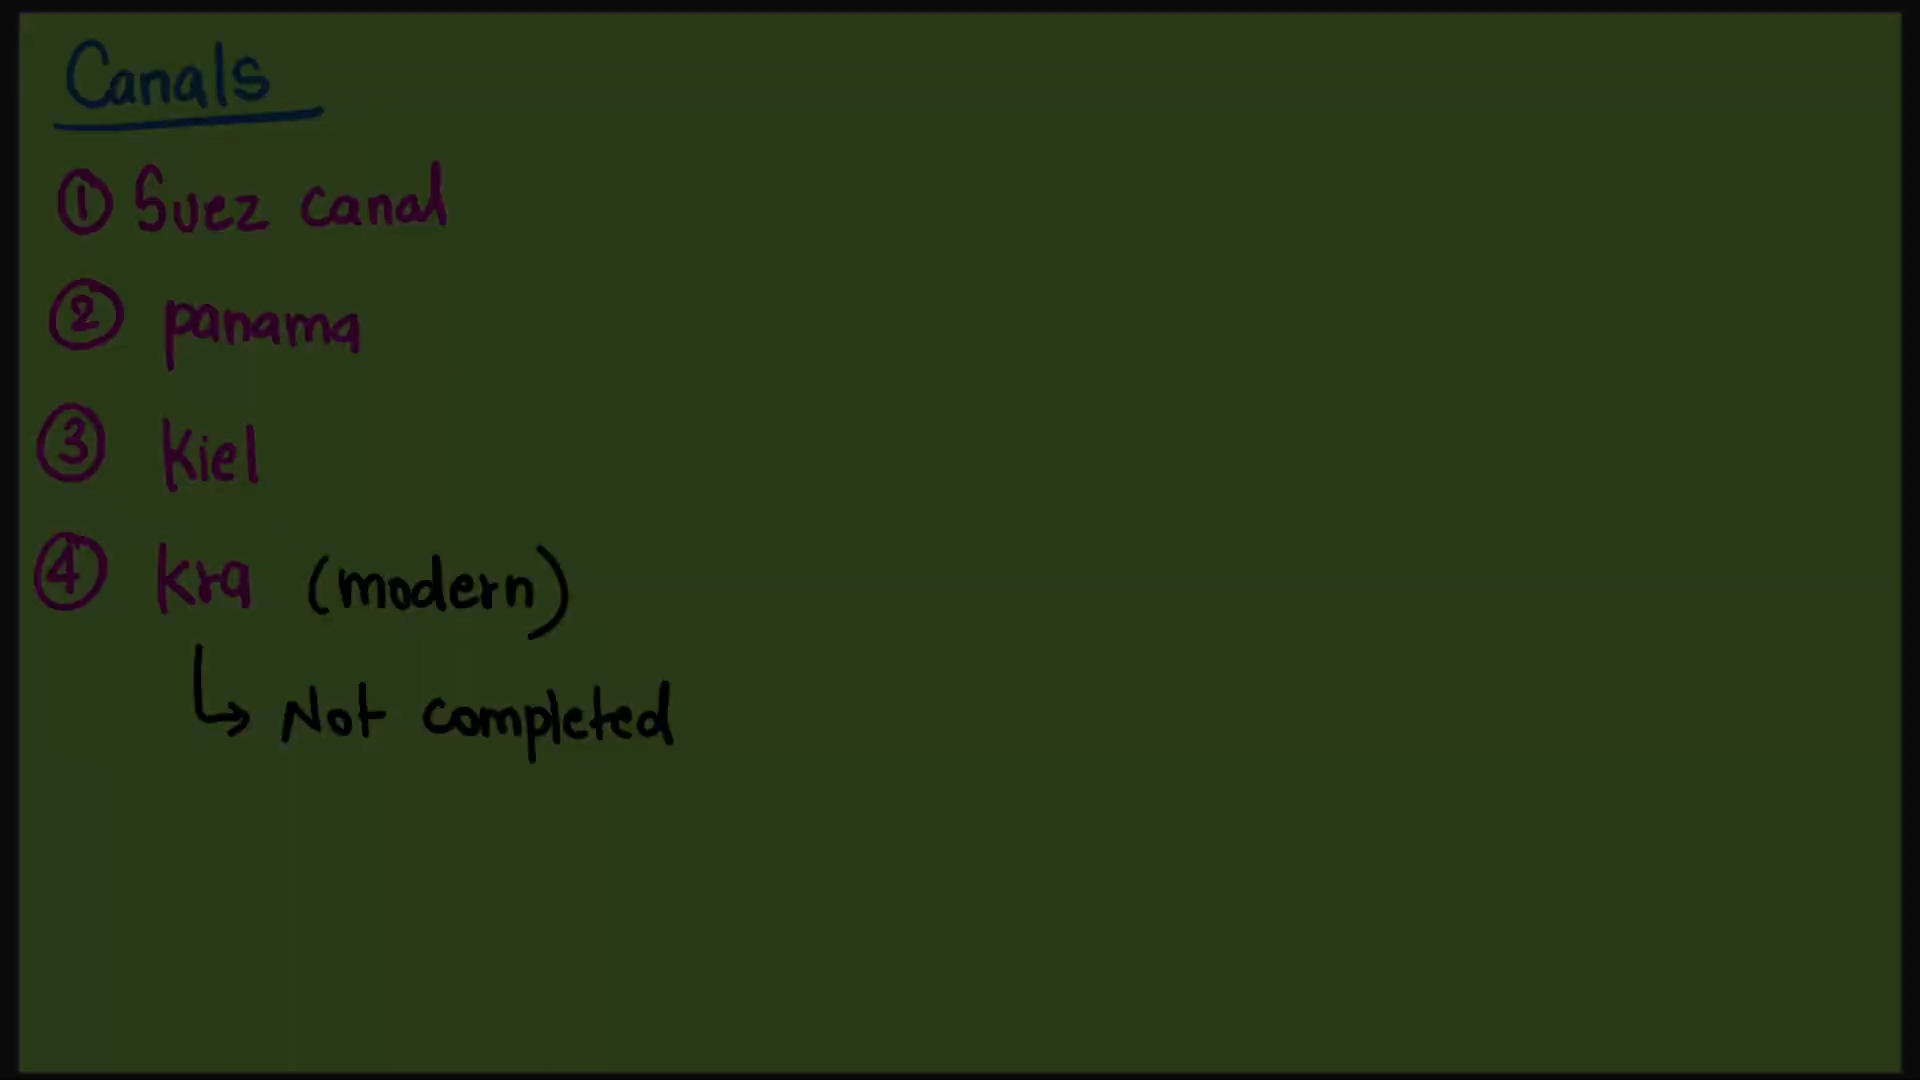 Canals
① Suez canal
② panama
③ Kiel
④ Kra (modern)
↳ Not completed